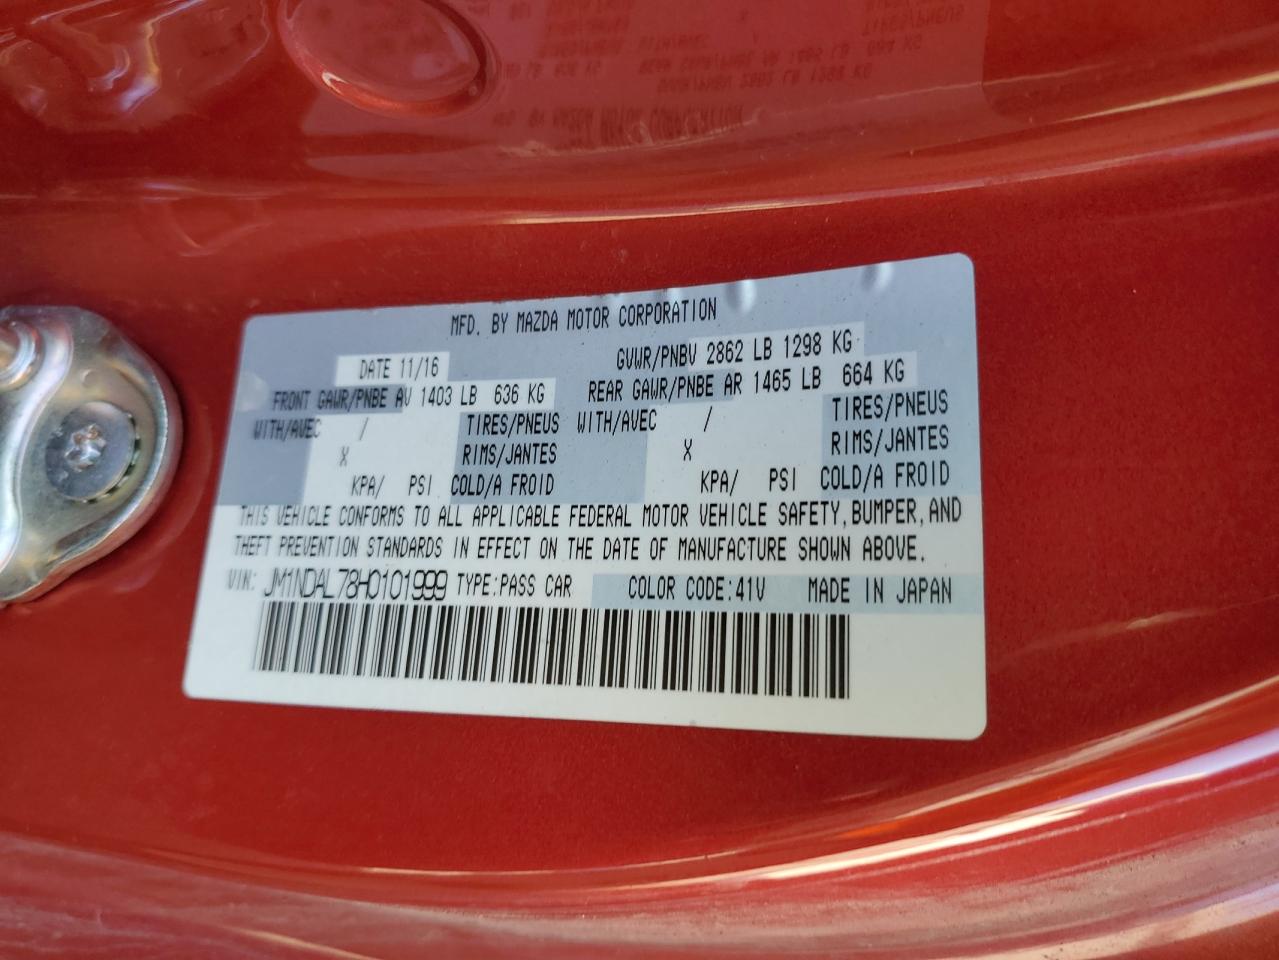 MFD. BY MAZDA MOTOR CORPORATION
DATE 11/16 GVWR/PNBV 2862 LB 1298 KG
FRONT GAWR/PNBE AV 1403 LB 636 KG REAR GAWR/PNBE AR 1465 LB 664 KG
WITH/AVEC / TIRES/PNEUS WITH/AVEC / TIRES/PNEUS
X RIMS/JANTES X RIMS/JANTES
KPA/ PSI COLD/A FROID KPA/ PSI COLD/A FROID
THIS VEHICLE CONFORMS TO ALL APPLICABLE FEDERAL MOTOR VEHICLE SAFETY, BUMPER, AND
THEFT PREVENTION STANDARDS IN EFFECT ON THE DATE OF MANUFACTURE SHOWN ABOVE.
VIN: JM1NDAL78H0101999 TYPE:PASS CAR COLOR CODE:41V MADE IN JAPAN